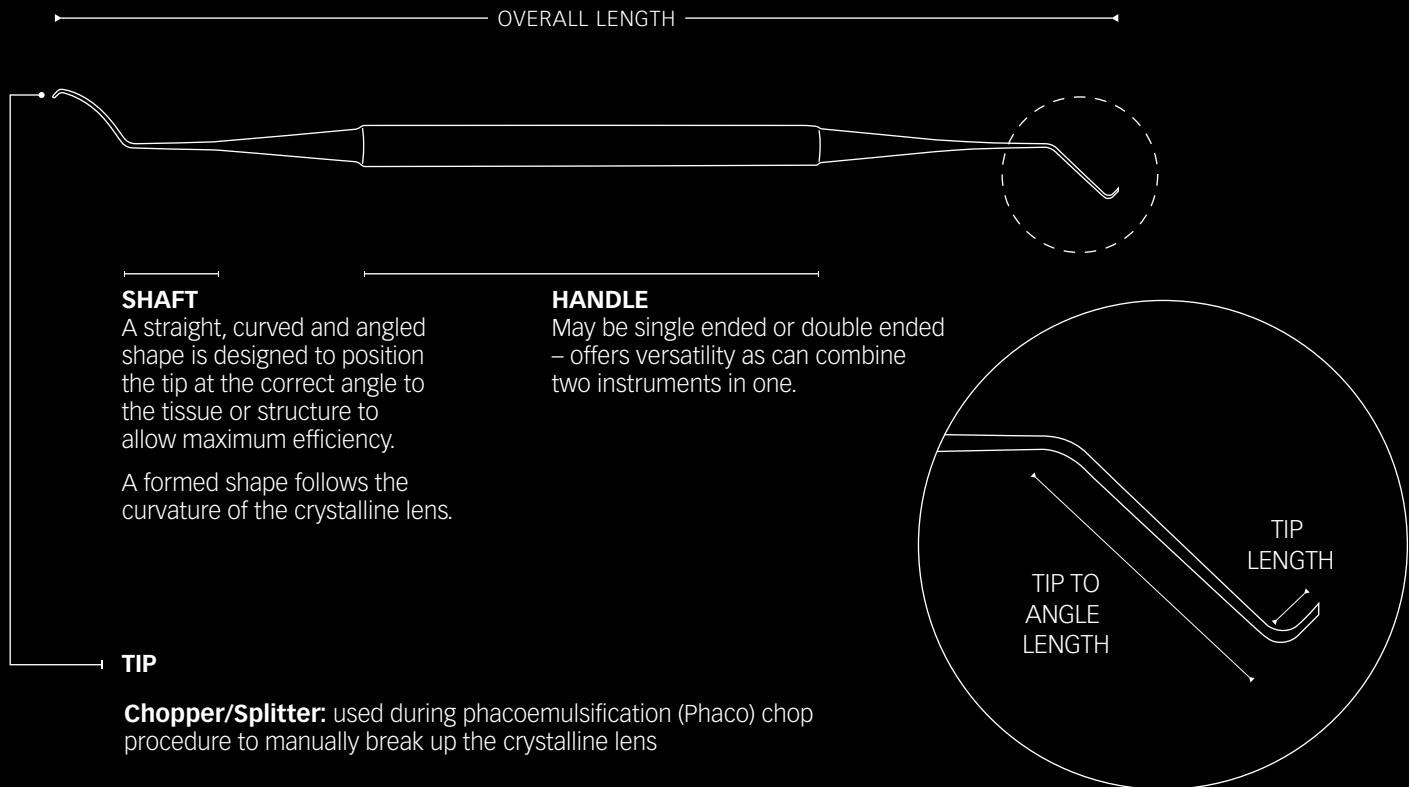 OVERALL LENGTH
SHAFT
A straight, curved and angled
shape is designed to position
the tip at the correct angle to
the tissue or structure to
allow maximum efficiency.
A formed shape follows the
curvature of the crystalline lens.
HANDLE
May be single ended or double ended
– offers versatility as can combine
two instruments in one.
TIP
LENGTH
TIP TO
ANGLE
LENGTH
TIP
Chopper/Splitter: used during phacoemulsification (Phaco) chop
procedure to manually break up the crystalline lens